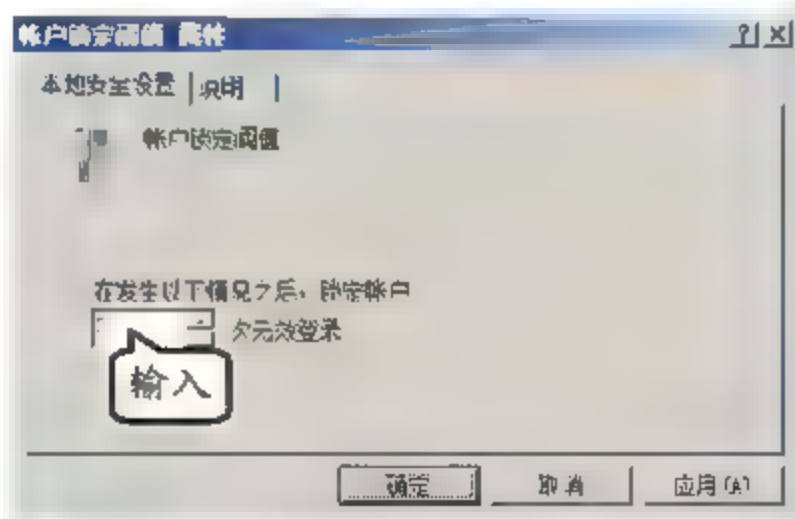 帐户锁定阈值 属性
本地安全设置 说明
帐户锁定阈值
在发生以下情况之后，锁定帐户
次无效登录
输入
确定 取消 应用(A)